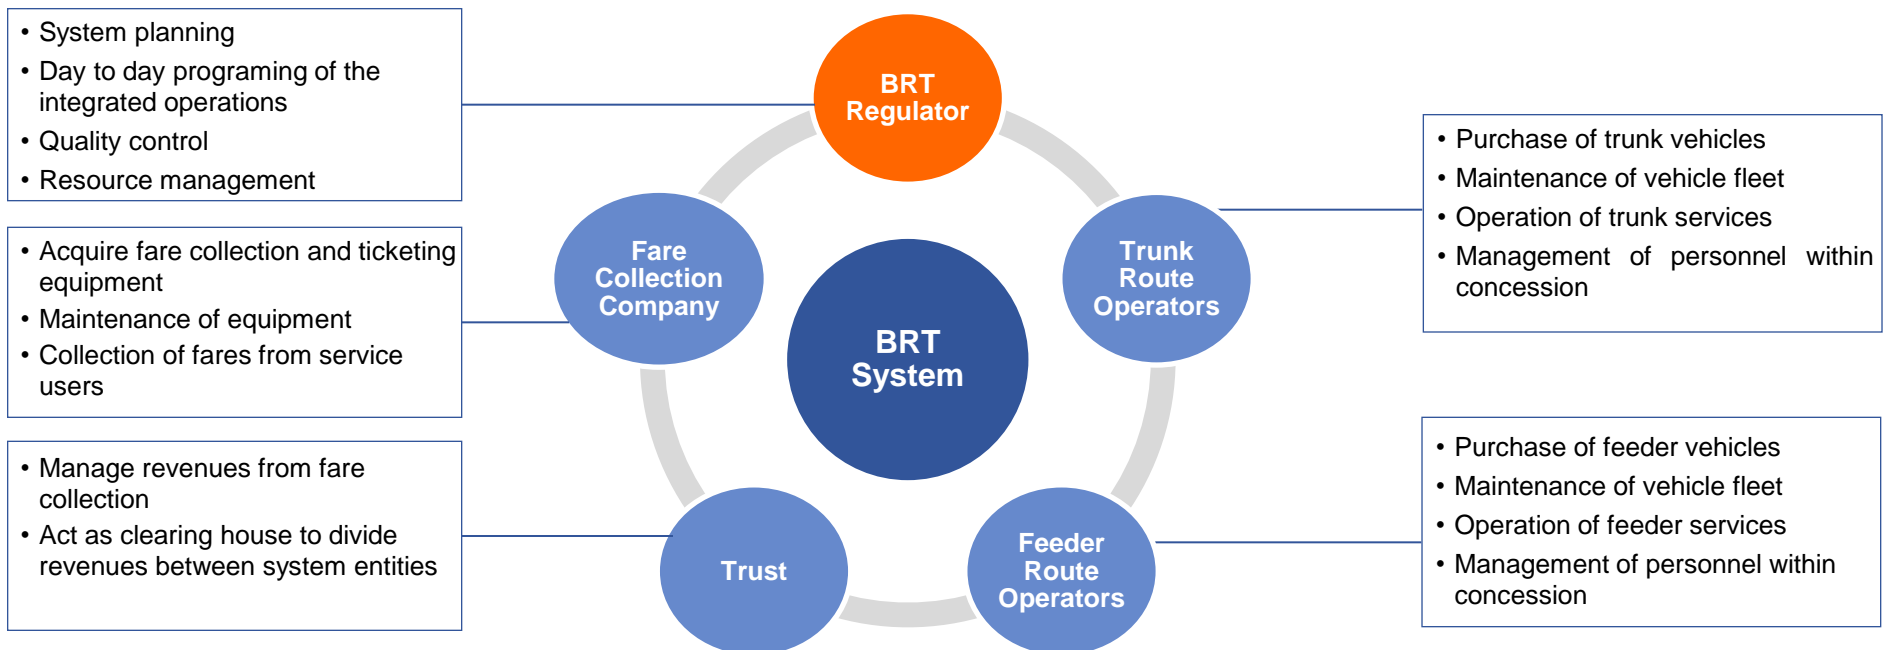 • System planning
• Day to day programing of the
integrated operations
• Quality control
• Resource management
BRT
Regulator
• Purchase of trunk vehicles
• Maintenance of vehicle fleet
• Operation of trunk services
• Management of personnel within
concession
• Acquire fare collection and ticketing
equipment
• Maintenance of equipment
• Collection of fares from service
users
Fare
Collection
Company
Trunk
Route
Operators
BRT
System
• Manage revenues from fare
collection
• Act as clearing house to divide
revenues between system entities
Trust
Feeder
Route
Operators
• Purchase of feeder vehicles
• Maintenance of vehicle fleet
• Operation of feeder services
• Management of personnel within
concession